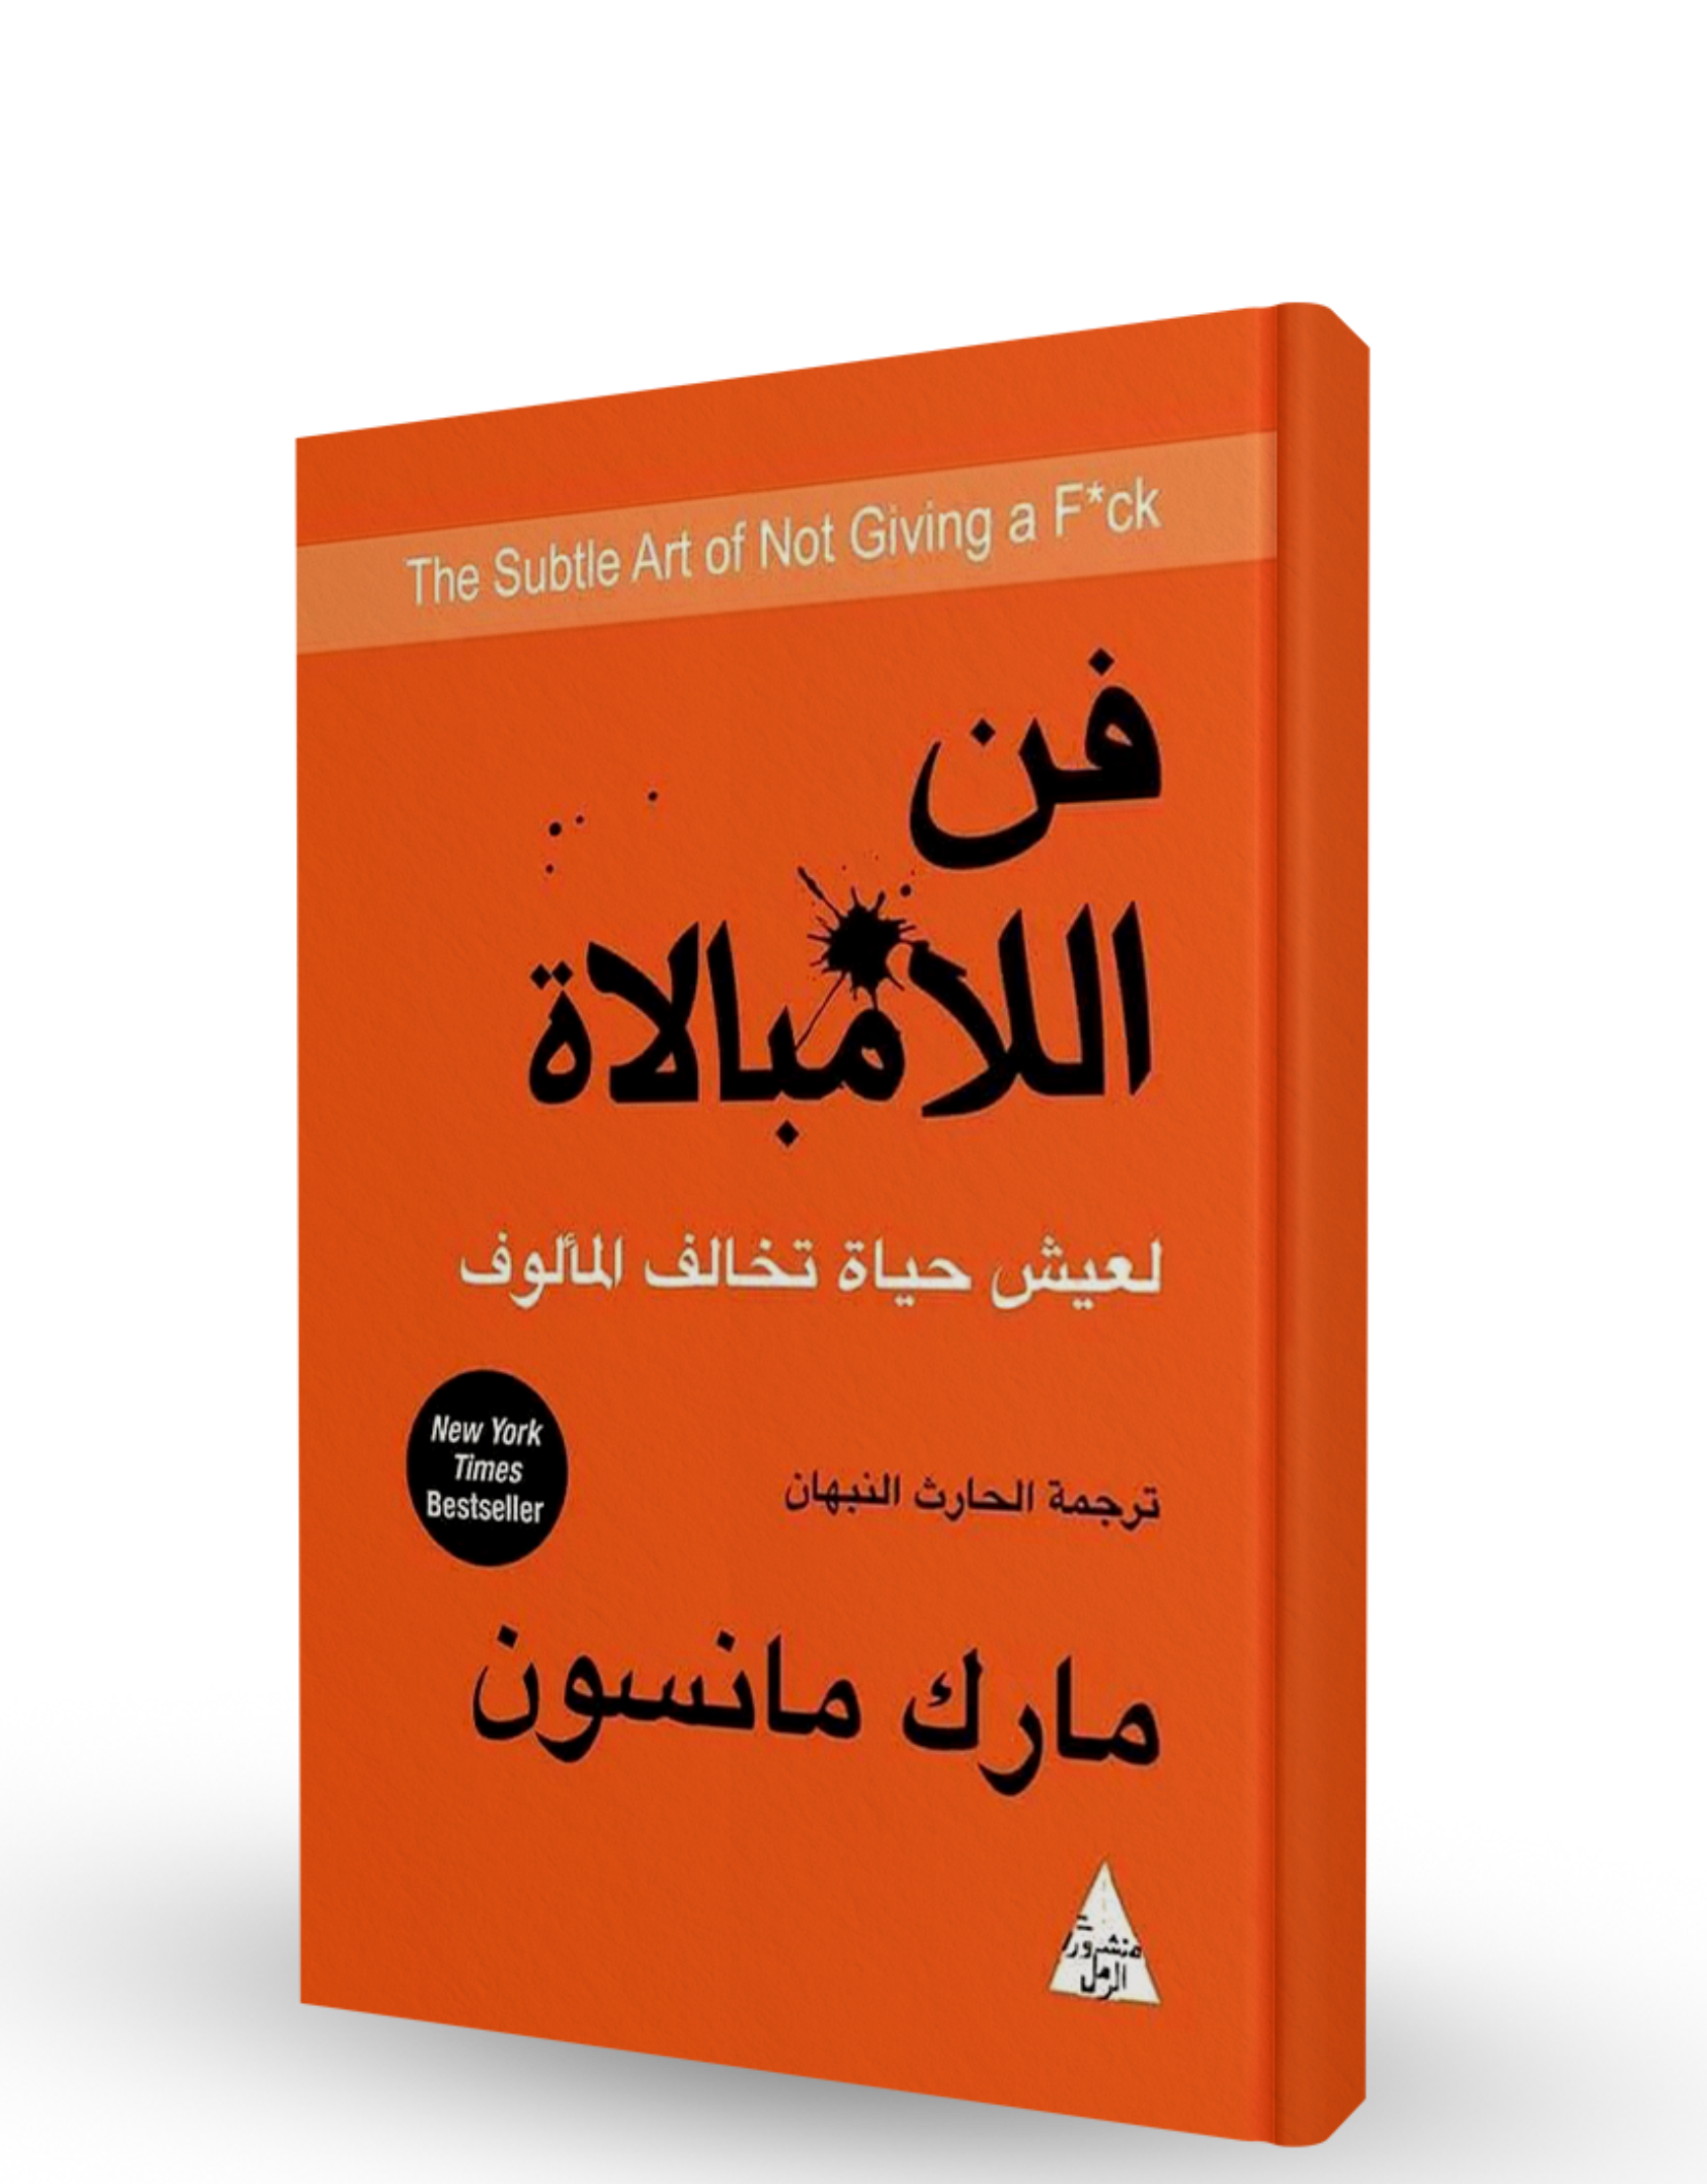 The Subtle Art of Not Giving a F*ck
فن
اللامبالاة
لعيش حياة تخالف المألوف
New York
Times
Bestseller
ترجمة الحارث النبهان
مارك مانسون
منشورات
الرمل